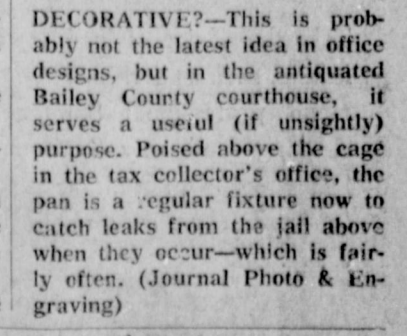 DECORATIVE?—This is prob-
ably not the latest idea in office
designs, but in the antiquated
Bailey County courthouse, it
serves a useful (if unsightly)
purpose. Poised above the cage
in the tax collector's office, the
pan is a regular fixture now to
catch leaks from the jail above
when they occur—which is fair-
ly often. (Journal Photo & En-
graving)